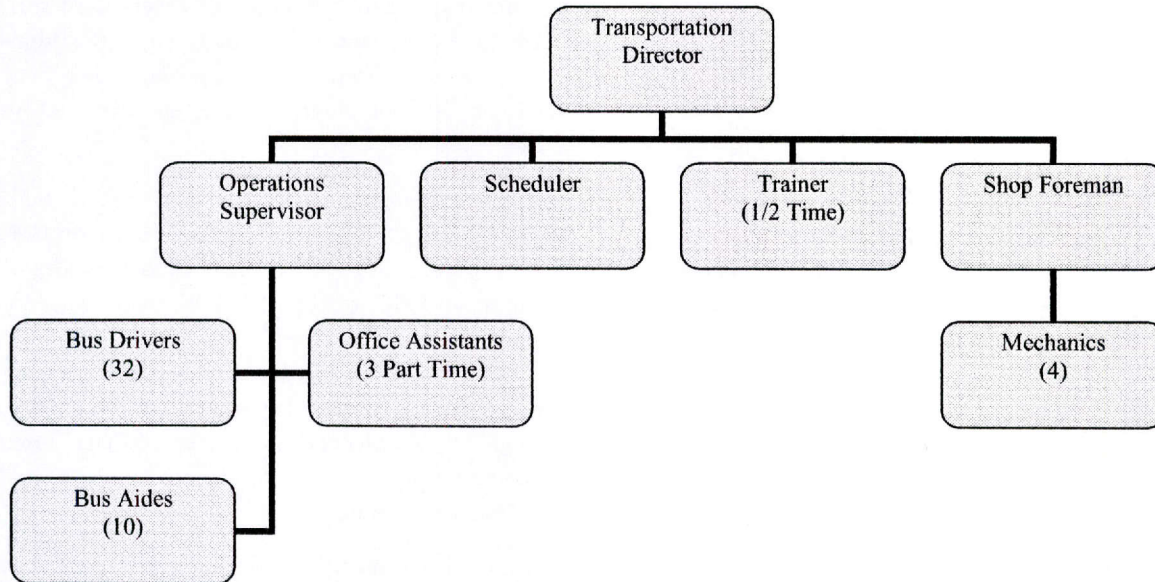 Transportation
Director
Operations
Supervisor
Scheduler
Trainer
(1/2 Time)
Shop Foreman
Bus Drivers
(32)
Office Assistants
(3 Part Time)
Mechanics
(4)
Bus Aides
(10)